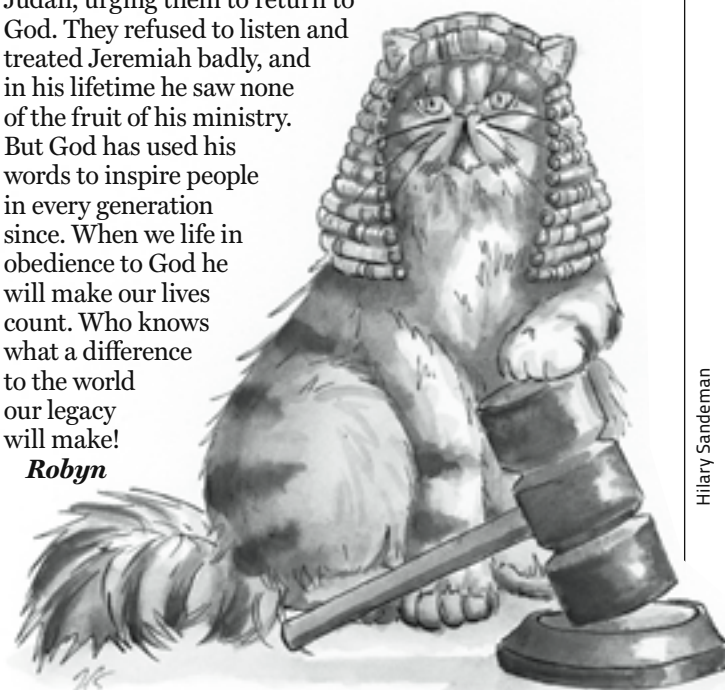 Judah, urging them to return to
God. They refused to listen and
treated Jeremiah badly, and
in his lifetime he saw none
of the fruit of his ministry.
But God has used his
words to inspire people
in every generation
since. When we life in
obedience to God he
will make our lives
count. Who knows
what a difference
to the world
our legacy
will make!
Robyn
Hilary Sandeman